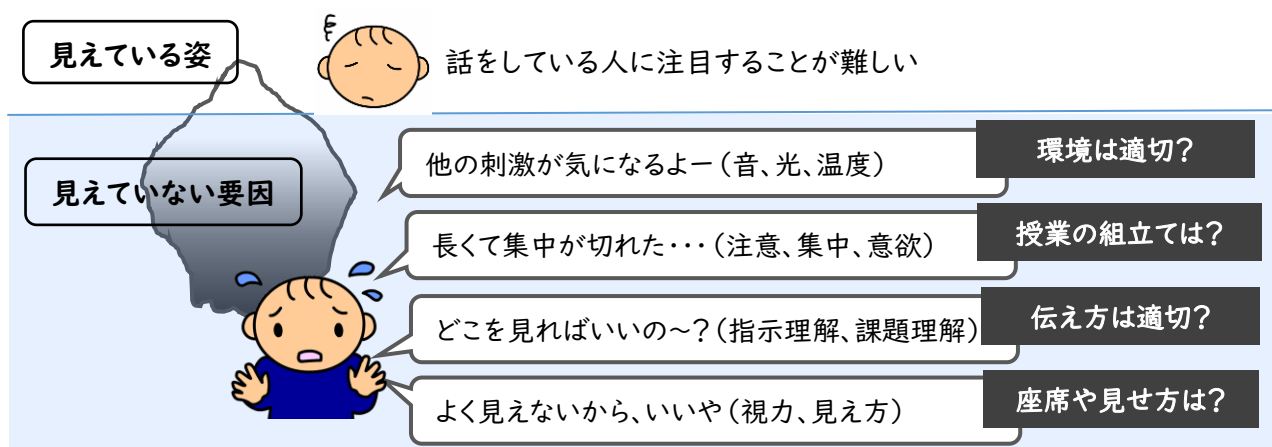 見えている姿
話をしている人に注目することが難しい
見えていない要因
他の刺激が気になるよー（音、光、温度）
環境は適切？
長くて集中が切れた・・・（注意、集中、意欲）
授業の組立ては？
どこを見ればいいの～？（指示理解、課題理解）
伝え方は適切？
よく見えないから、いいや（視力、見え方）
座席や見せ方は？